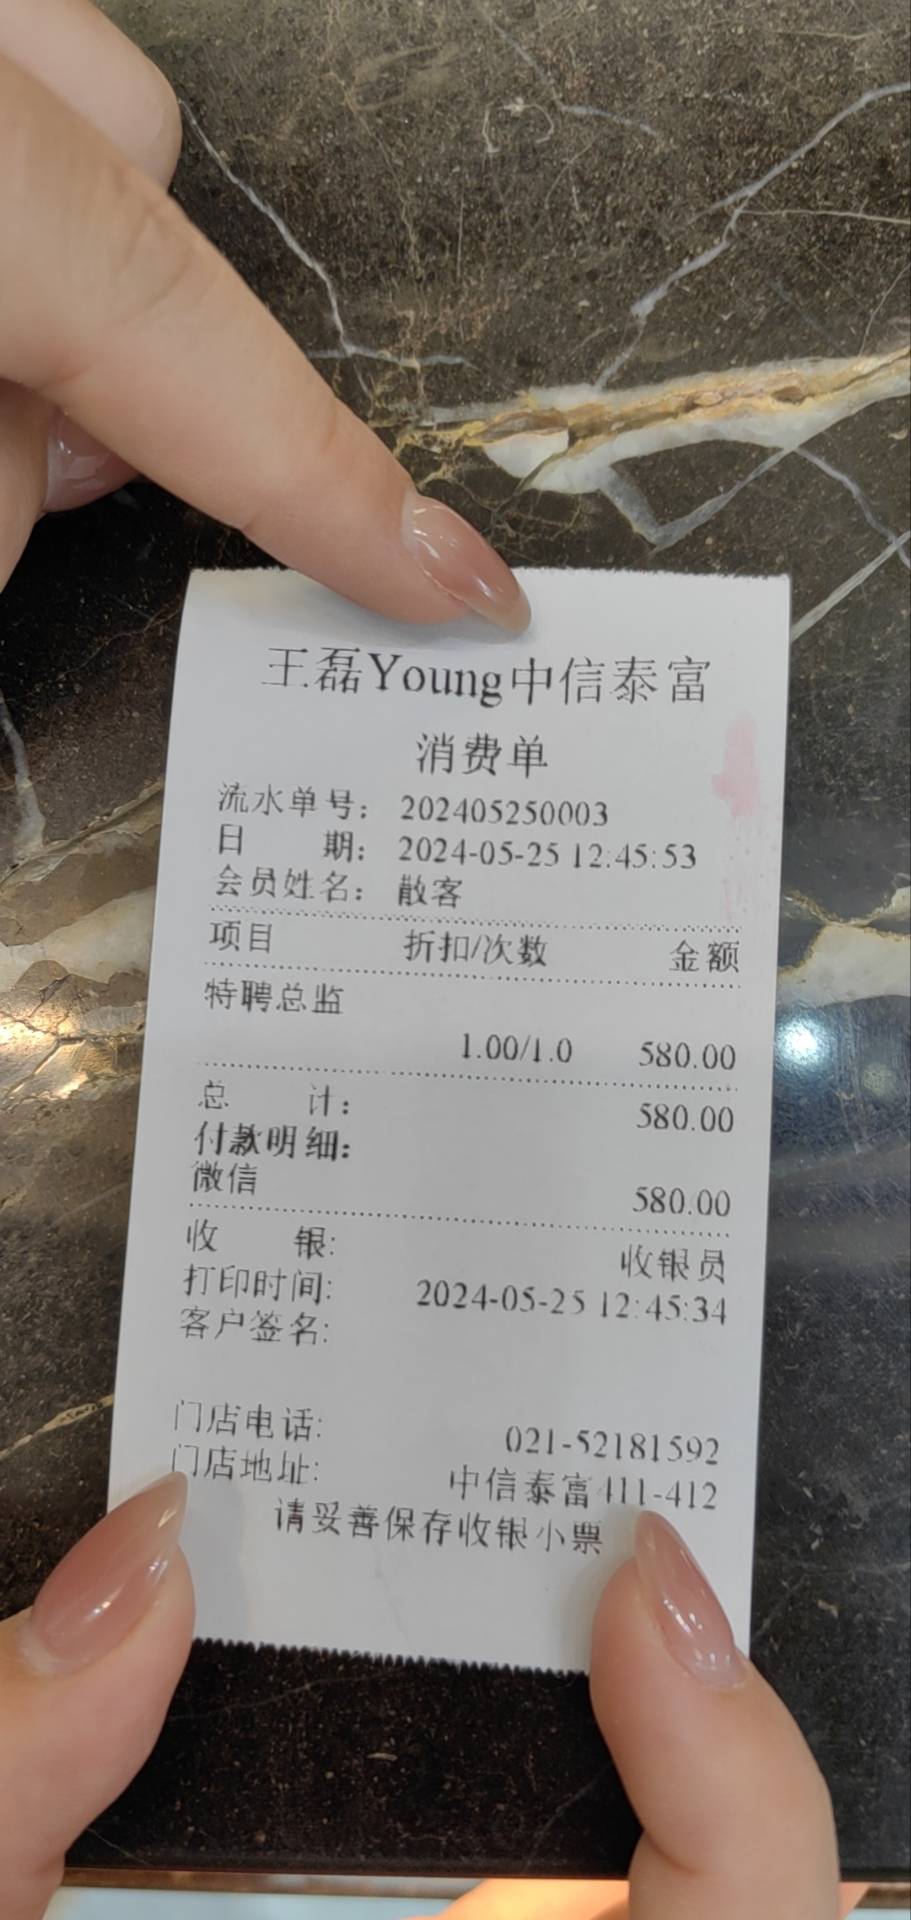 王磊Young中信泰富
消费单
流水单号： 202405250003
日 期： 2024-05-25 12:45:53
会员姓名： 散客
项目 折扣/次数 金额
特聘总监
1.00/1.0 580.00
总 计： 580.00
付款明细:
微信 580.00
收 银: 收银员
打印时间: 2024-05-25 12:45:34
客户签名:
门店电话: 021-52181592
门店地址: 中信泰富411-412
请妥善保存收银小票